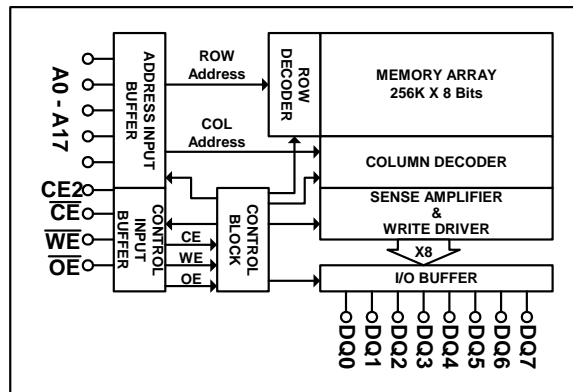 A0 - A17
CE2
CE
WE
OE
ADDRESS INPUT
BUFFER
CONTROL
INPUT
BUFFER
ROW
Address
COL
Address
CE
WE
OE
ROW
DECODER
CONTROL
BLOCK
MEMORY ARRAY
256K X 8 Bits
COLUMN DECODER
SENSE AMPLIFIER
&
WRITE DRIVER
X8
I/O BUFFER
DQ0
DQ1
DQ2
DQ3
DQ4
DQ5
DQ6
DQ7